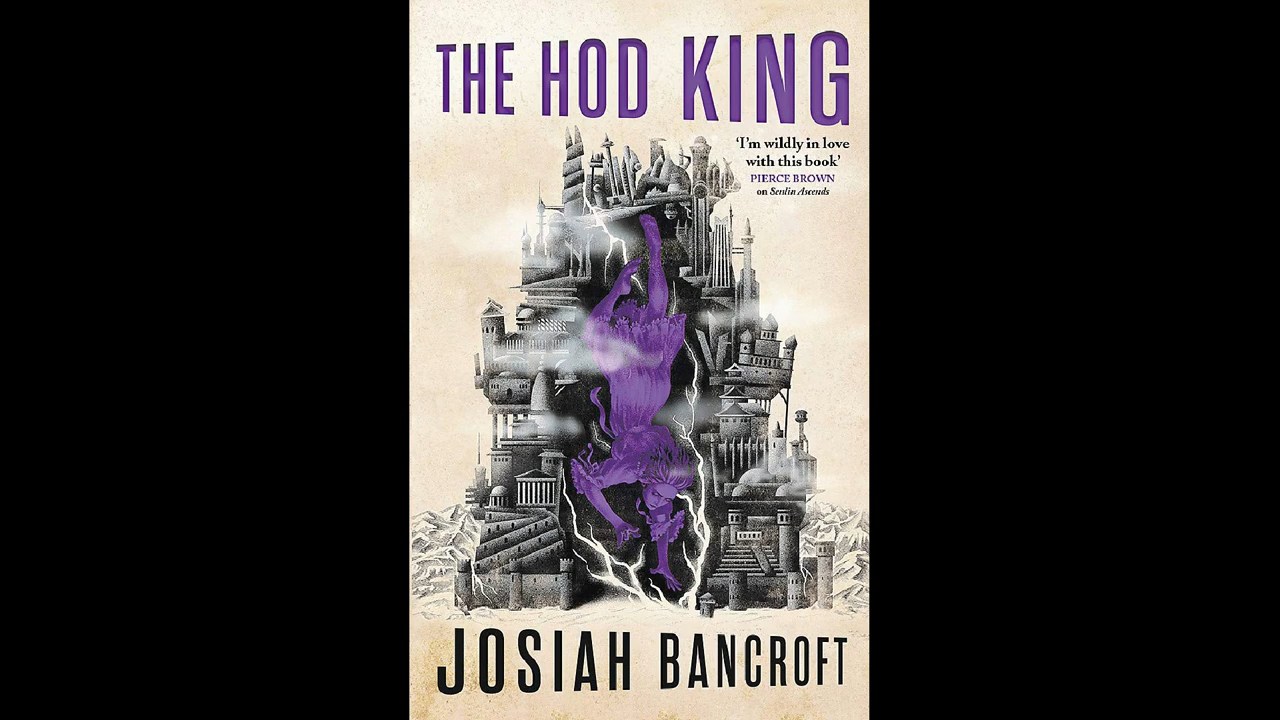 THE HOD KING
'I'm wildly in love
with this book'
PIERCE BROWN
on Senlin Ascends
JOSIAH BANCROFT